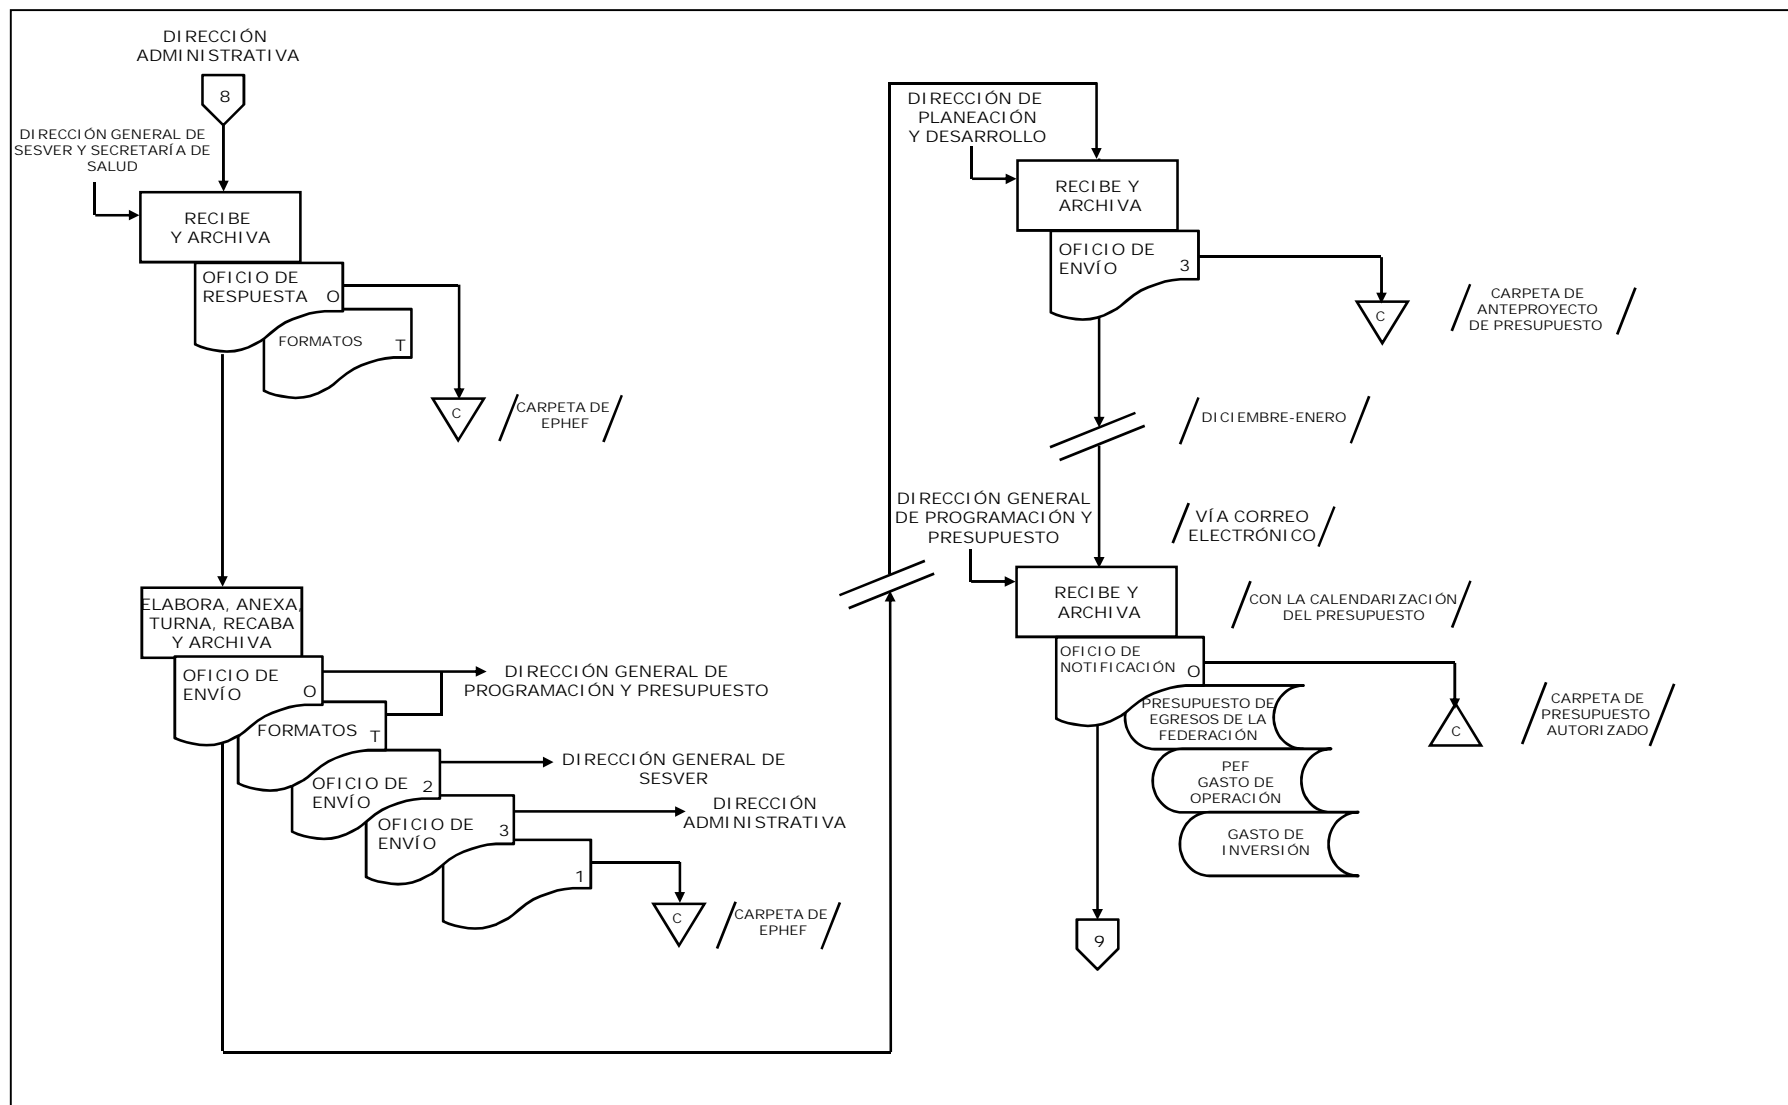 DIRECCIÓN
ADMINISTRATIVA
8
DIRECCIÓN GENERAL DE
SESVER Y SECRETARÍA DE
SALUD
RECIBE
Y ARCHIVA
OFICIO DE
RESPUESTA O
FORMATOS T
C
CARPETA DE
EPHEF
ELABORA, ANEXA,
TURNA, RECABA
Y ARCHIVA
OFICIO DE
ENVÍO O
DIRECCIÓN GENERAL DE
PROGRAMACIÓN Y PRESUPUESTO
FORMATOS T
OFICIO DE
ENVÍO 2
DIRECCIÓN GENERAL DE
SESVER
OFICIO DE
ENVÍO 3
DIRECCIÓN
ADMINISTRATIVA
1
C
CARPETA DE
EPHEF
DIRECCIÓN DE
PLANEACIÓN
Y DESARROLLO
RECIBE Y
ARCHIVA
OFICIO DE
ENVÍO 3
C
CARPETA DE
ANTEPROYECTO
DE PRESUPUESTO
DICIEMBRE-ENERO
DIRECCIÓN GENERAL
DE PROGRAMACIÓN Y
PRESUPUESTO
VÍA CORREO
ELECTRÓNICO
RECIBE Y
ARCHIVA
CON LA CALENDARIZACIÓN
DEL PRESUPUESTO
OFICIO DE
NOTIFICACIÓN O
C
CARPETA DE
PRESUPUESTO
AUTORIZADO
PRESUPUESTO DE
EGRESOS DE LA
FEDERACIÓN
PEF
GASTO DE
OPERACIÓN
GASTO DE
INVERSIÓN
9